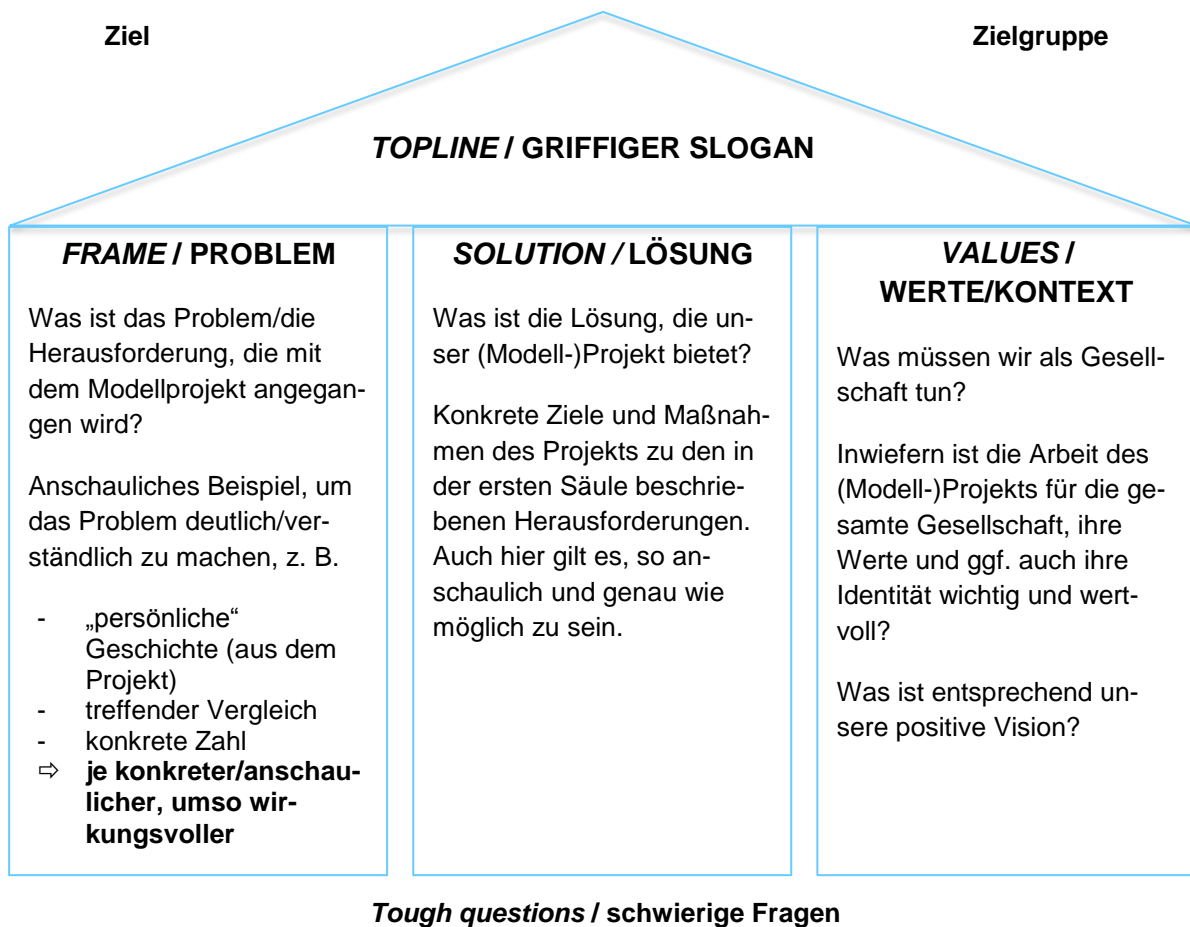 Ziel
Zielgruppe
TOPLINE / GRIFFIGER SLOGAN
FRAME / PROBLEM
Was ist das Problem/die
Herausforderung, die mit
dem Modellprojekt angegan-
gen wird?
Anschauliches Beispiel, um
das Problem deutlich/ver-
ständlich zu machen, z. B.
- „persönliche“
Geschichte (aus dem
Projekt)
- treffender Vergleich
- konkrete Zahl
⇨ je konkreter/anschau-
licher, umso wir-
kungsvoller
SOLUTION / LÖSUNG
Was ist die Lösung, die un-
ser (Modell-)Projekt bietet?
Konkrete Ziele und Maßnah-
men des Projekts zu den in
der ersten Säule beschrie-
benen Herausforderungen.
Auch hier gilt es, so an-
schaulich und genau wie
möglich zu sein.
VALUES /
WERTE/KONTEXT
Was müssen wir als Gesell-
schaft tun?
Inwiefern ist die Arbeit des
(Modell-)Projekts für die ge-
samte Gesellschaft, ihre
Werte und ggf. auch ihre
Identität wichtig und wert-
voll?
Was ist entsprechend un-
sere positive Vision?
Tough questions / schwierige Fragen